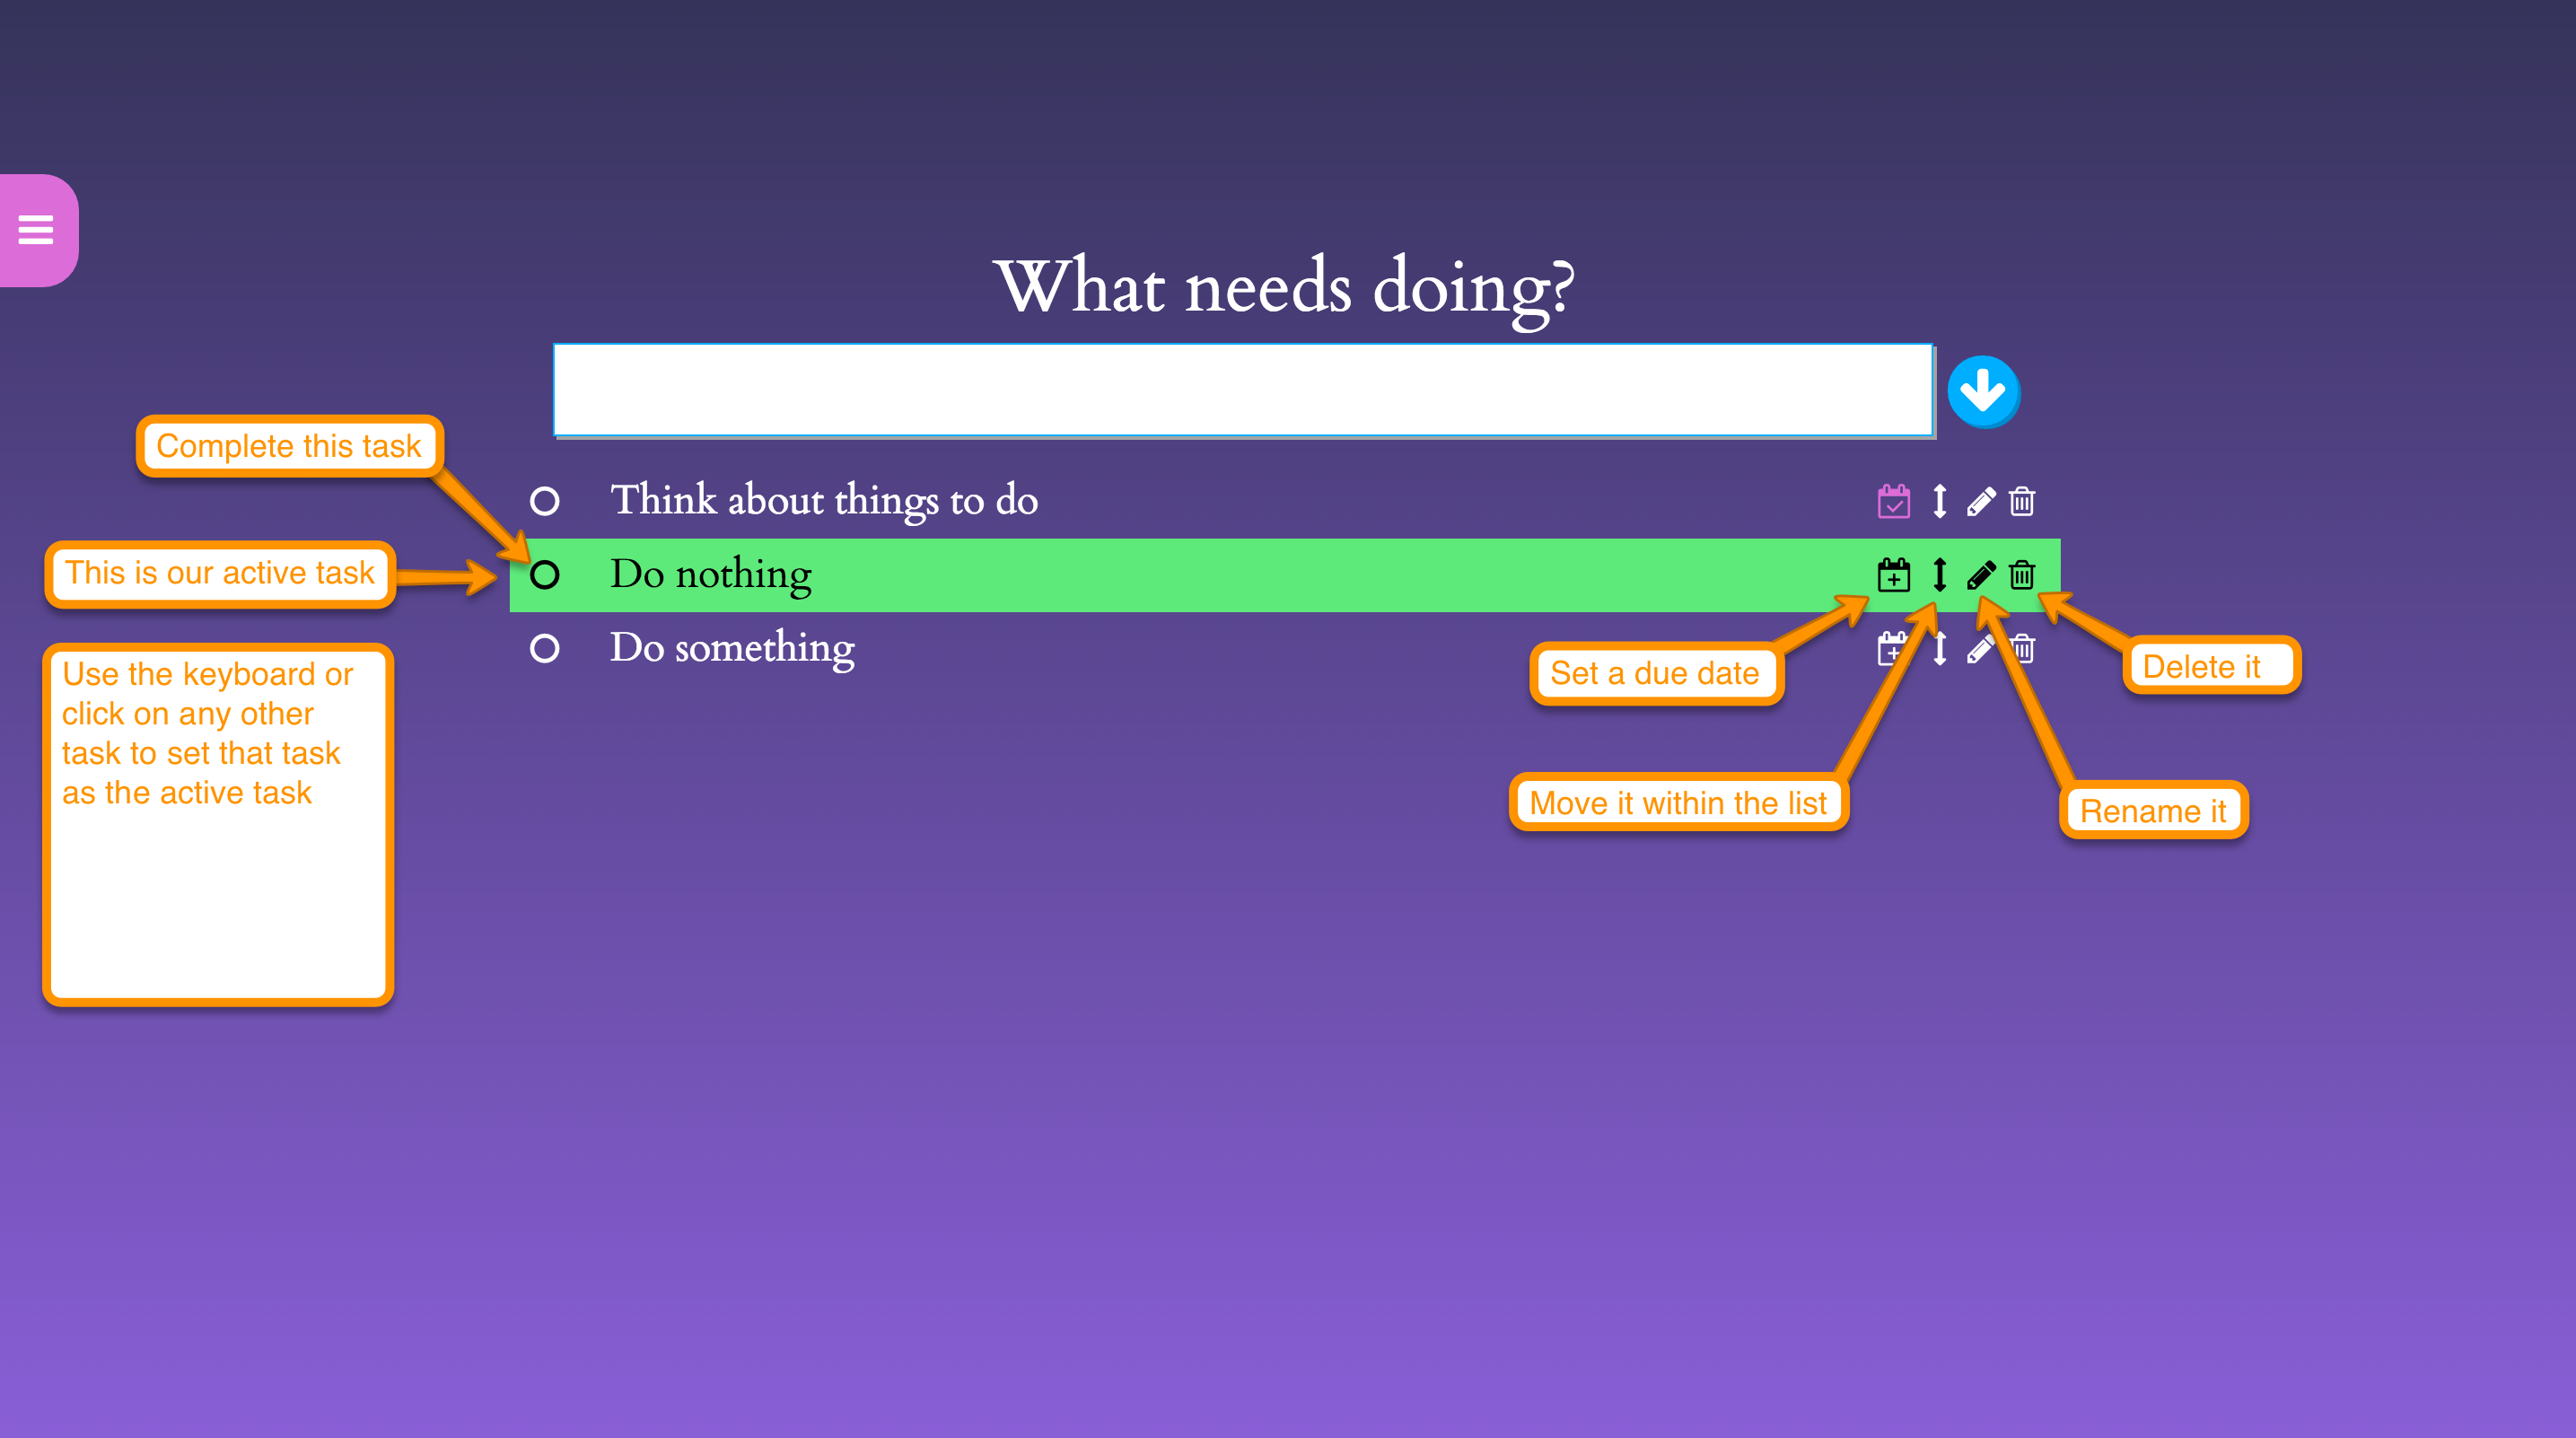 What needs doing?
Complete this task
Think about things to do
This is our active task
Do nothing
Do something
Use the keyboard or
click on any other
task to set that task
as the active task
Set a due date
Delete it
Move it within the list
Rename it